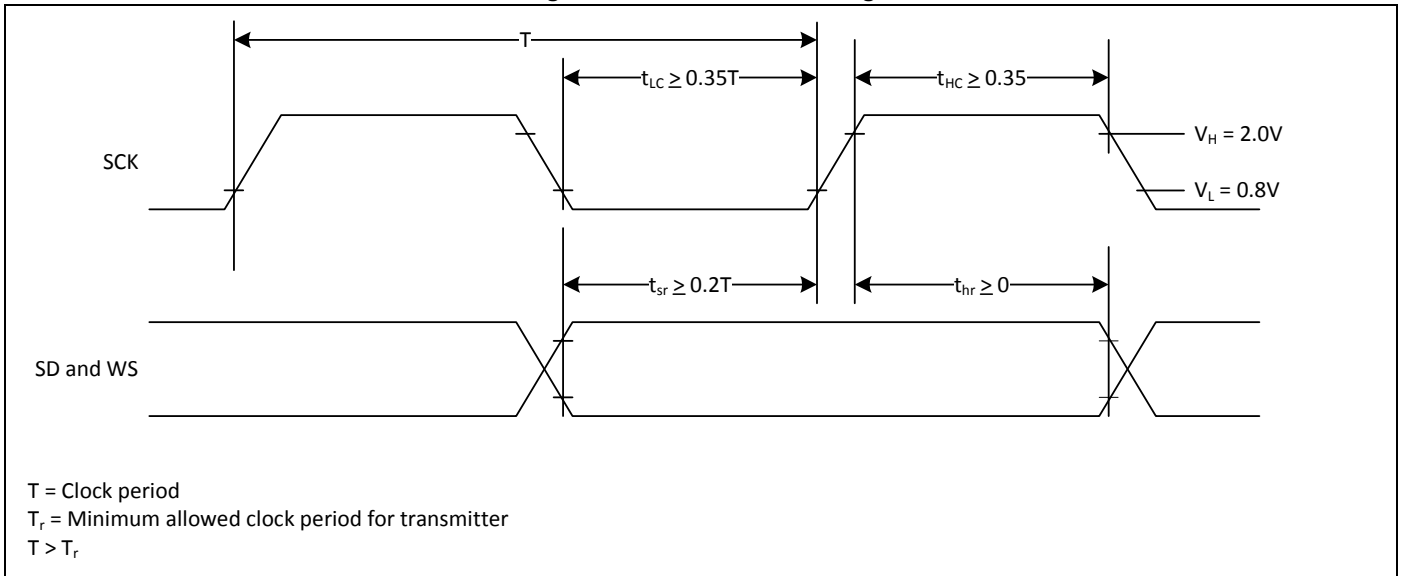 T
t_LC ≥ 0.35T
t_HC ≥ 0.35
SCK
V_H = 2.0V
V_L = 0.8V
t_sr ≥ 0.2T
t_hr ≥ 0
SD and WS
T = Clock period
T_r = Minimum allowed clock period for transmitter
T > T_r